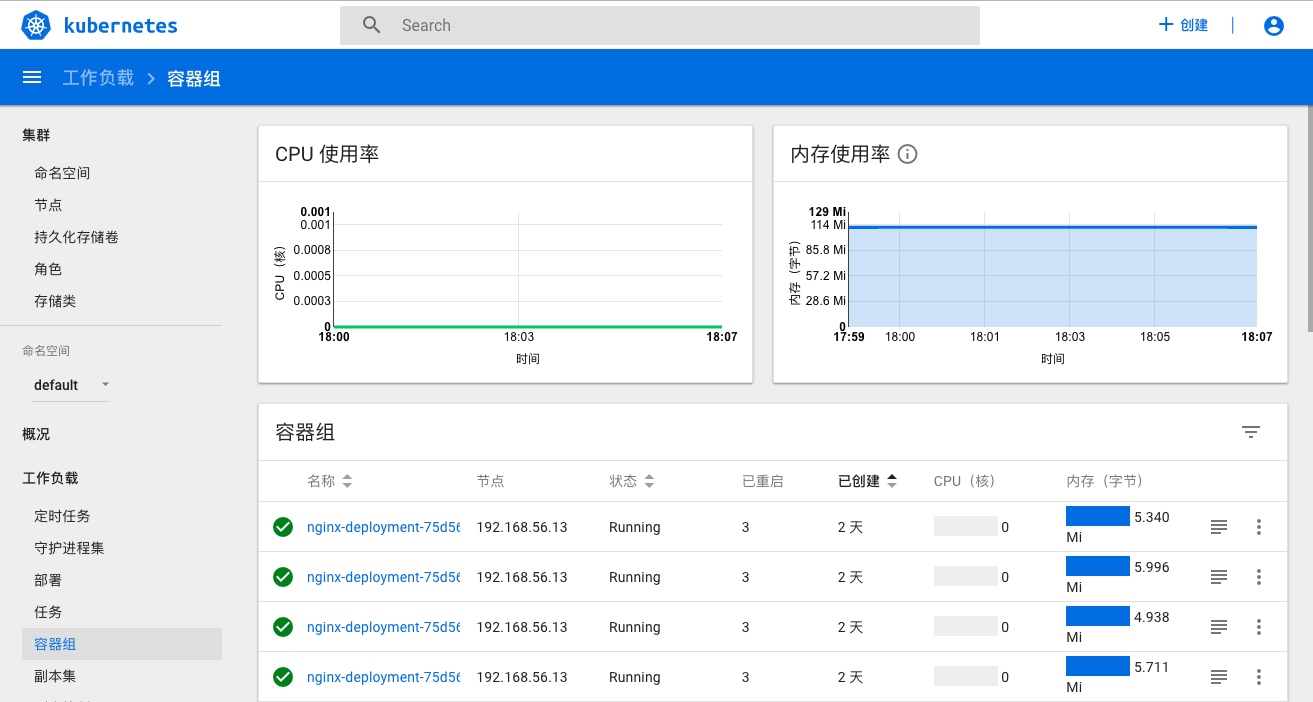 kubernetes
Search
创建
工作负载 > 容器组
集群
命名空间
节点
持久化存储卷
角色
存储类
命名空间
default
概况
工作负载
定时任务
守护进程集
部署
任务
容器组
副本集
CPU 使用率
0.001
0.001
0.0008
0.0005
0.0003
0
CPU（核）
18:00 18:03 18:07
时间
内存使用率
129 Mi
114 Mi
85.8 Mi
57.2 Mi
28.6 Mi
0
内存（字节）
17:59 18:00 18:01 18:03 18:05 18:07
时间
容器组
名称 节点 状态 已重启 已创建 CPU（核） 内存（字节）
nginx-deployment-75d56 192.168.56.13 Running 3 2 天 0 5.340 Mi
nginx-deployment-75d56 192.168.56.13 Running 3 2 天 0 5.996 Mi
nginx-deployment-75d56 192.168.56.13 Running 3 2 天 0 4.938 Mi
nginx-deployment-75d56 192.168.56.13 Running 3 2 天 0 5.711 Mi